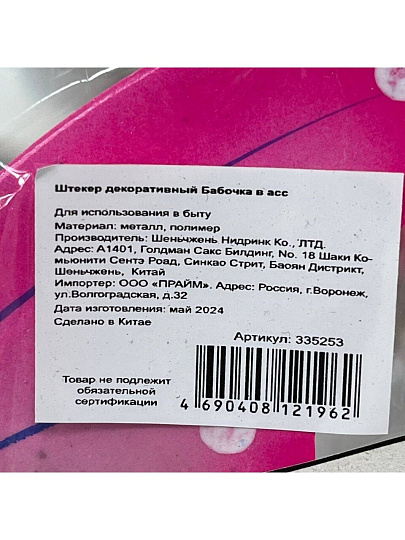 Штекер декоративный Бабочка в асс
Для использования в быту
Материал: металл, полимер
Производитель: Шеньчжень Нидринк Ко., ЛТД.
Адрес: А1401, Голдман Сакс Билдинг, No. 18 Шаки Ко-
мьюнити Сентэ Роад, Синкао Стрит, Баоян Дистрикт,
Шеньчжень, Китай
Импортер: ООО «ПРАЙМ». Адрес: Россия, г.Воронеж,
ул.Волгоградская, д.32
Дата изготовления: май 2024
Сделано в Китае
Артикул: 335253
Товар не подлежит
обязательной
сертификации
4 690408 121962